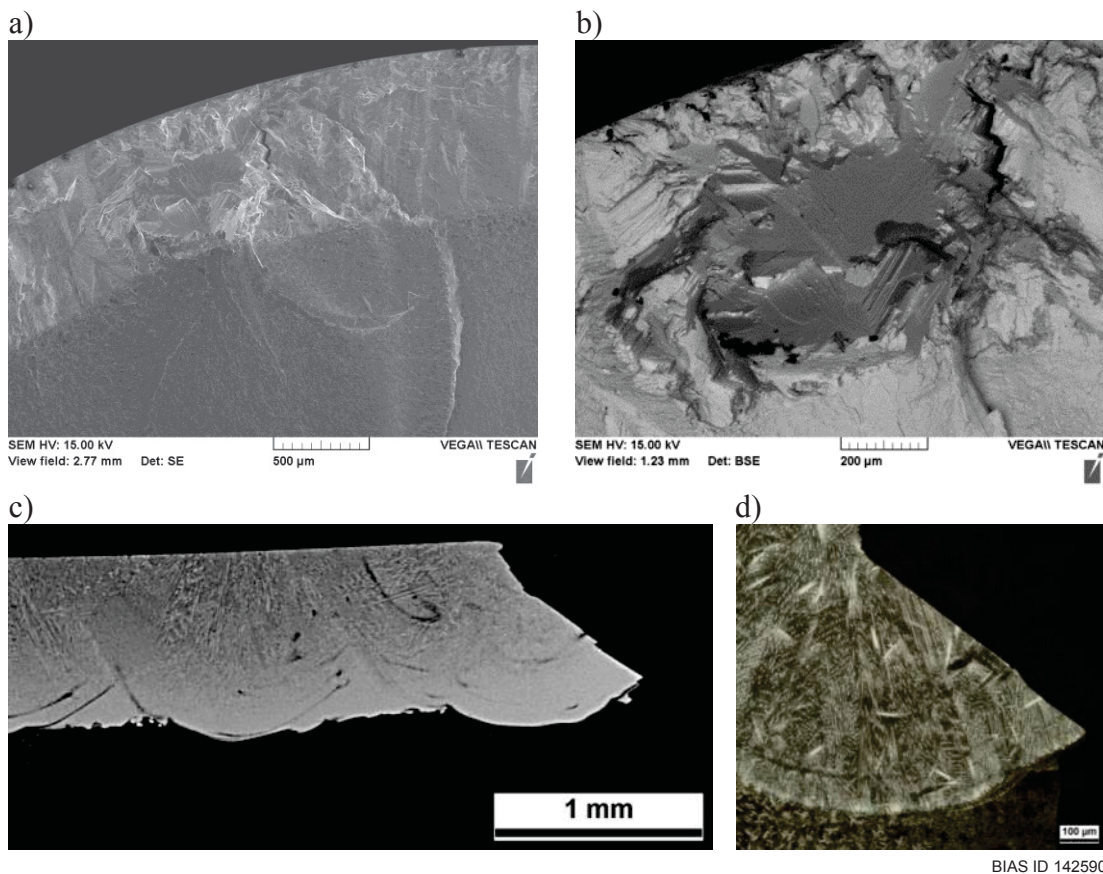 a)
b)
SEM HV: 15.00 kV
VEGA\\ TESCAN
View field: 2.77 mm Det: SE
500 µm
SEM HV: 15.00 kV
VEGA\\ TESCAN
View field: 1.23 mm Det: BSE
200 µm
c)
d)
1 mm
100 µm
BIAS ID 142590